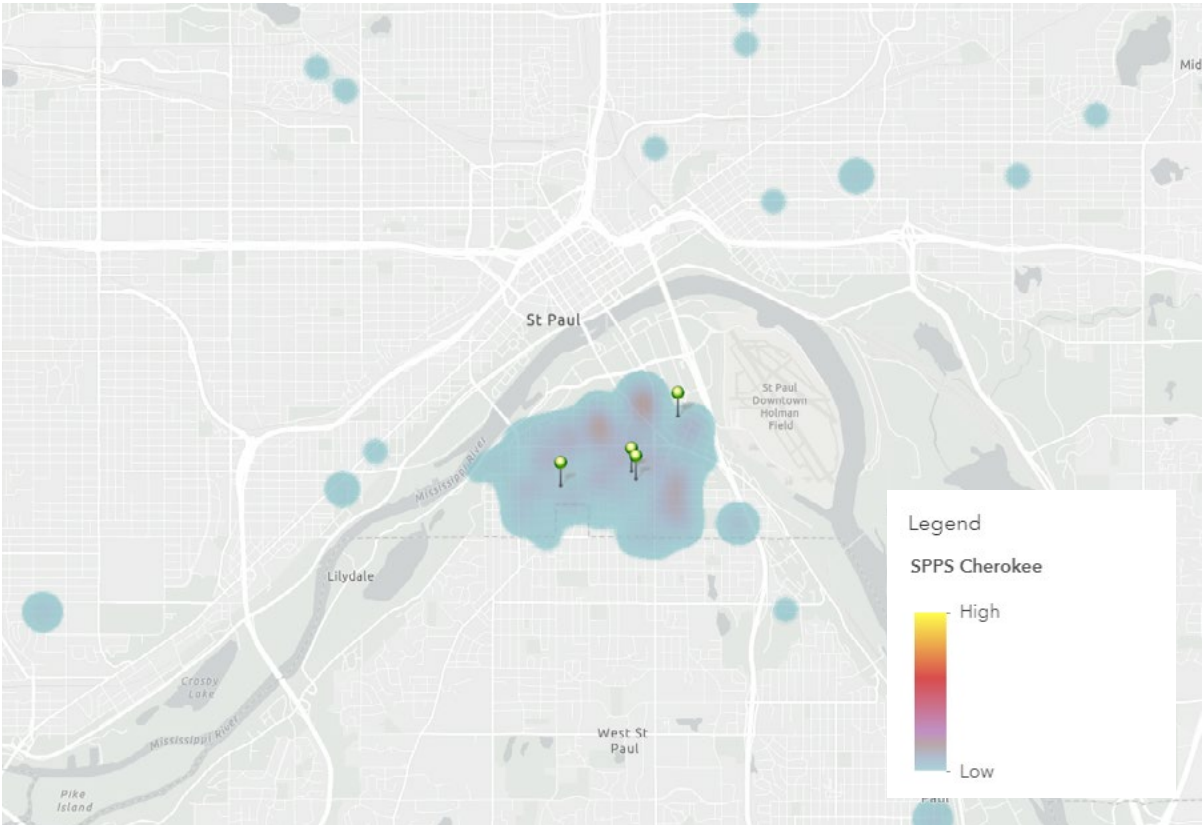 Mid
St Paul
St Paul
Downtown
Holman
Field
Mississippi River
Lilydale
Crosby
Lake
Mississippi River
West St
Paul
Pike
Island
Legend
SPPS Cherokee
High
Low
Paul